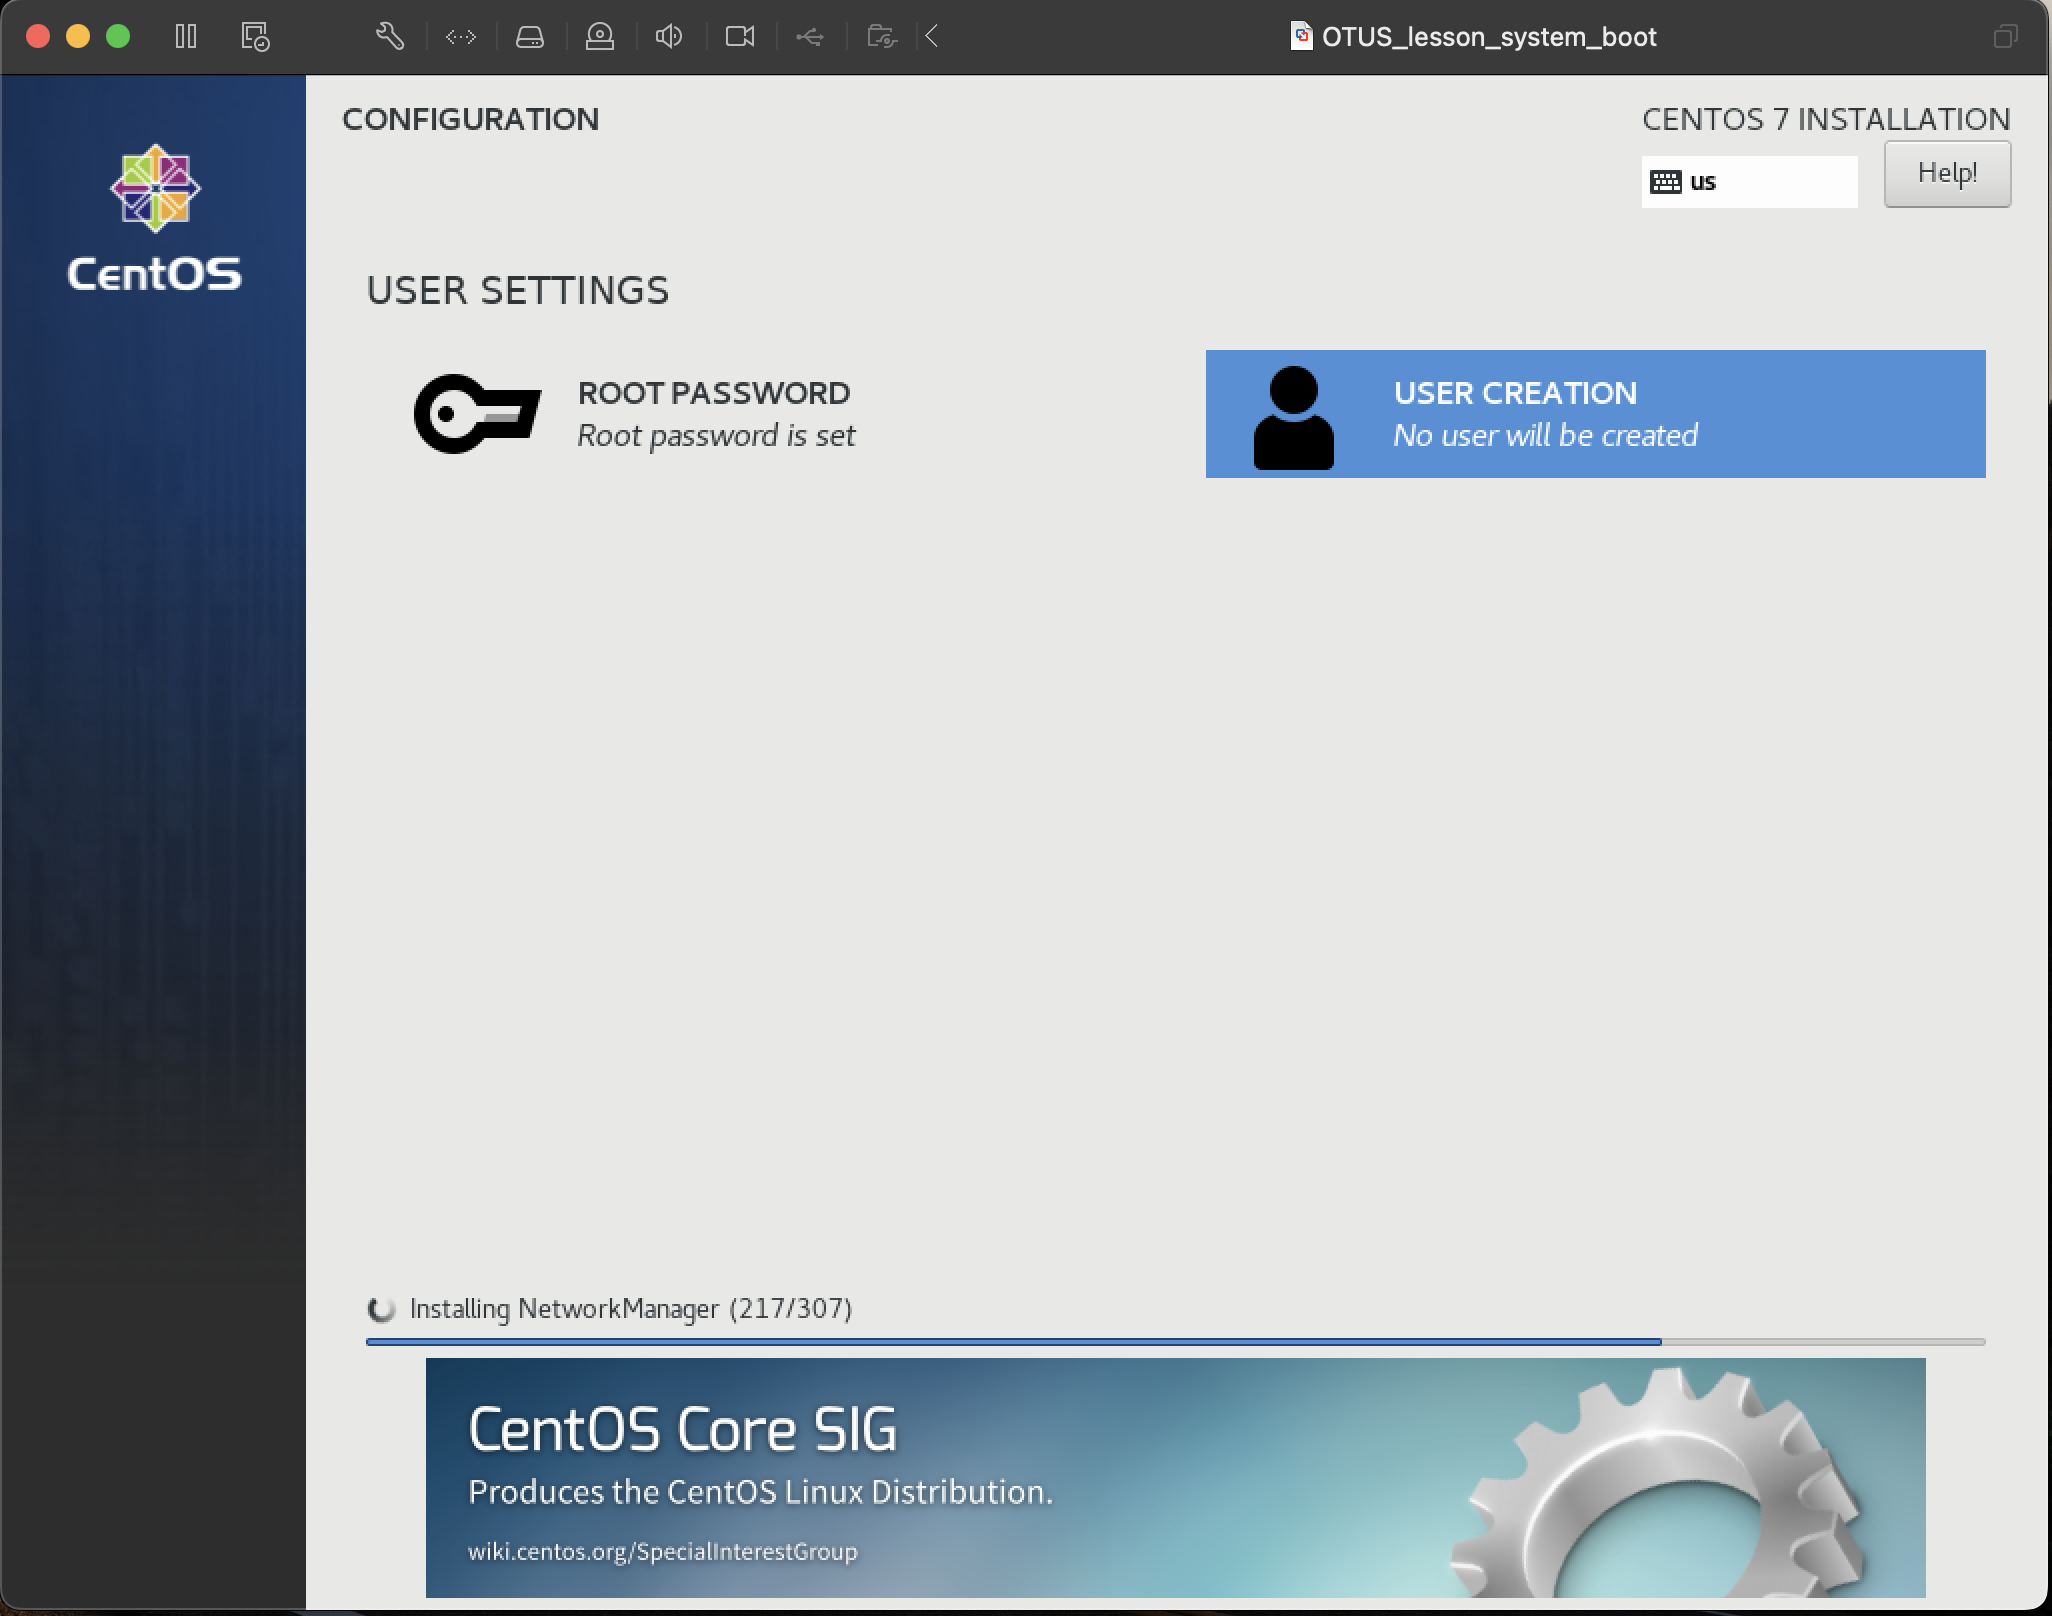 OTUS_lesson_system_boot
CentOS
CONFIGURATION
CENTOS 7 INSTALLATION
us
Help!
USER SETTINGS
ROOT PASSWORD
Root password is set
USER CREATION
No user will be created
Installing NetworkManager (217/307)
CentOS Core SIG
Produces the CentOS Linux Distribution.
wiki.centos.org/SpecialInterestGroup